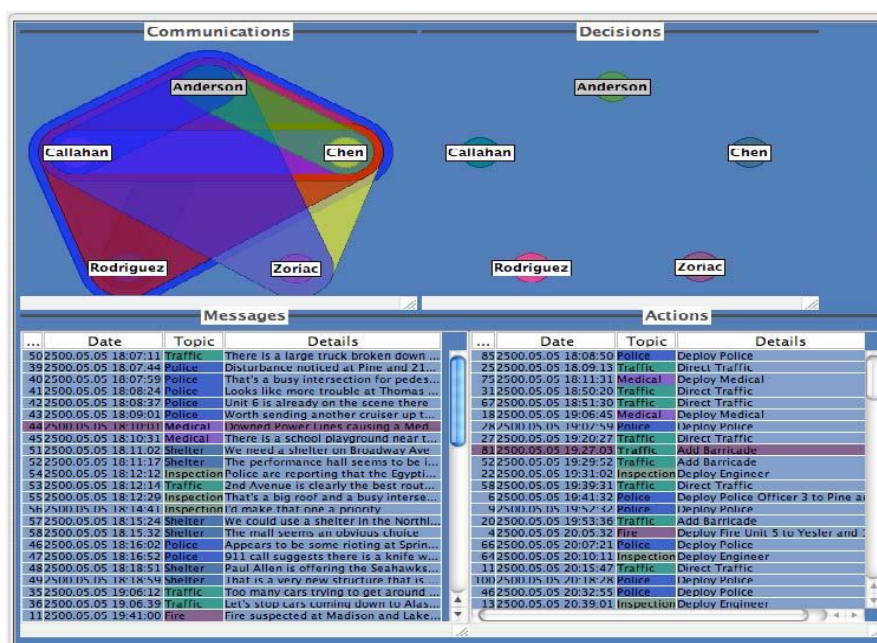 Communications
Decisions
Anderson
Anderson
Callahan
Chen
Callahan
Chen
Rodriguez
Zoriac
Rodriguez
Zoriac
Messages
Actions
... Date Topic Details
50 2500.05.05 18:07:11 Traffic There is a large truck broken down ...
39 2500.05.05 18:07:44 Police Disturbance noticed at Pine and 21...
40 2500.05.05 18:07:59 Police That's a busy intersection for pedes...
41 2500.05.05 18:08:24 Police Looks like more trouble at Thomas ...
42 2500.05.05 18:08:37 Police Unit 6 is already on the scene there
43 2500.05.05 18:09:01 Police Worth sending another cruiser up t...
44 2500.05.05 18:10:01 Medical Downed Power Lines causing a Med...
45 2500.05.05 18:10:31 Medical There is a school playground near t...
51 2500.05.05 18:11:02 Shelter We need a shelter on Broadway Ave
52 2500.05.05 18:11:17 Shelter The performance hall seems to be i...
54 2500.05.05 18:12:12 Inspection Police are reporting that the Egypti...
53 2500.05.05 18:12:14 Traffic 2nd Avenue is clearly the best rout...
55 2500.05.05 18:12:29 Inspection That's a big roof and a busy interse...
56 2500.05.05 18:14:41 Inspection I'd make that one a priority
57 2500.05.05 18:15:24 Shelter We could use a shelter in the Northl...
58 2500.05.05 18:15:32 Shelter The mall seems an obvious choice
46 2500.05.05 18:16:02 Police Appears to be some rioting at Sprin...
47 2500.05.05 18:16:52 Police 911 call suggests there is a knife w...
48 2500.05.05 18:18:51 Shelter Paul Allen is offering the Seahawks...
49 2500.05.05 18:18:59 Shelter That is a very new structure that is ...
35 2500.05.05 19:06:12 Traffic Too many cars trying to get around ...
36 2500.05.05 19:06:39 Traffic Let's stop cars coming down to Alas...
11 2500.05.05 19:41:00 Fire Fire suspected at Madison and Lake...
... Date Topic Details
85 2500.05.05 18:08:50 Police Deploy Police
25 2500.05.05 18:09:13 Traffic Direct Traffic
75 2500.05.05 18:11:31 Medical Deploy Medical
31 2500.05.05 18:50:20 Traffic Direct Traffic
67 2500.05.05 18:51:30 Traffic Direct Traffic
18 2500.05.05 19:06:45 Medical Deploy Medical
28 2500.05.05 19:07:59 Police Deploy Police
27 2500.05.05 19:20:27 Traffic Direct Traffic
81 2500.05.05 19:27:03 Traffic Add Barricade
52 2500.05.05 19:29:52 Traffic Add Barricade
22 2500.05.05 19:31:02 Inspection Deploy Engineer
58 2500.05.05 19:39:31 Traffic Direct Traffic
6 2500.05.05 19:41:32 Police Deploy Police Officer 3 to Pine a
9 2500.05.05 19:52:32 Police Deploy Police
20 2500.05.05 19:53:36 Traffic Add Barricade
4 2500.05.05 20:05:32 Fire Deploy Fire Unit 5 to Yesler and
66 2500.05.05 20:07:21 Police Deploy Police
64 2500.05.05 20:10:11 Inspection Deploy Engineer
11 2500.05.05 20:15:47 Traffic Direct Traffic
100 2500.05.05 20:18:28 Police Deploy Police
46 2500.05.05 20:32:55 Police Deploy Police
13 2500.05.05 20:39:01 Inspection Deploy Engineer